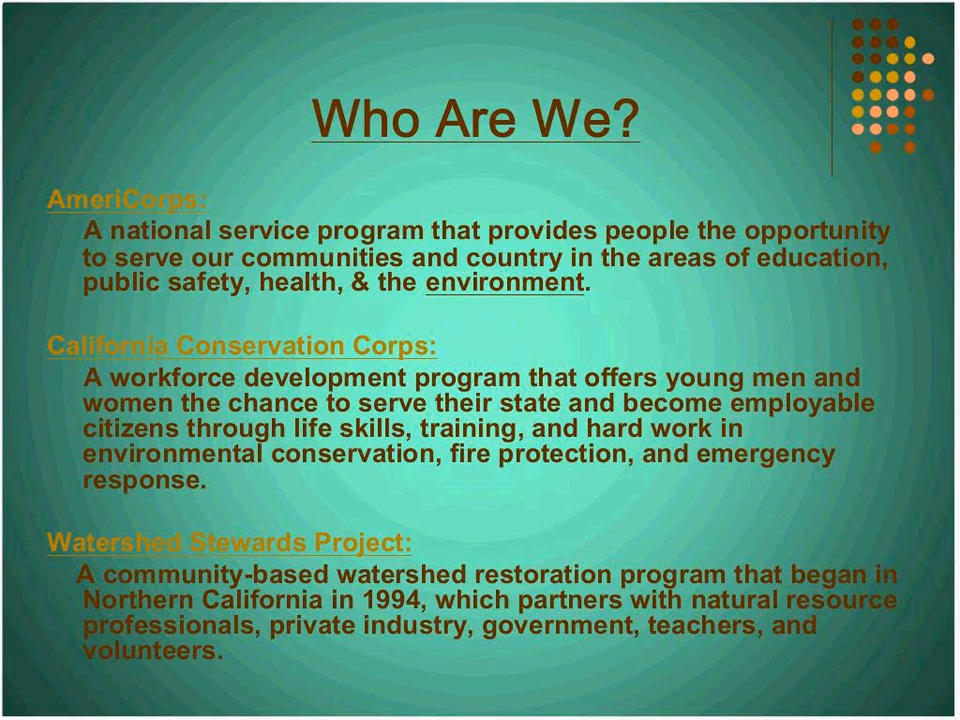 Who Are We?
AmeriCorps:
A national service program that provides people the opportunity
to serve our communities and country in the areas of education,
public safety, health, & the environment.
California Conservation Corps:
A workforce development program that offers young men and
women the chance to serve their state and become employable
citizens through life skills, training, and hard work in
environmental conservation, fire protection, and emergency
response.
Watershed Stewards Project:
A community-based watershed restoration program that began in
Northern California in 1994, which partners with natural resource
professionals, private industry, government, teachers, and
volunteers.